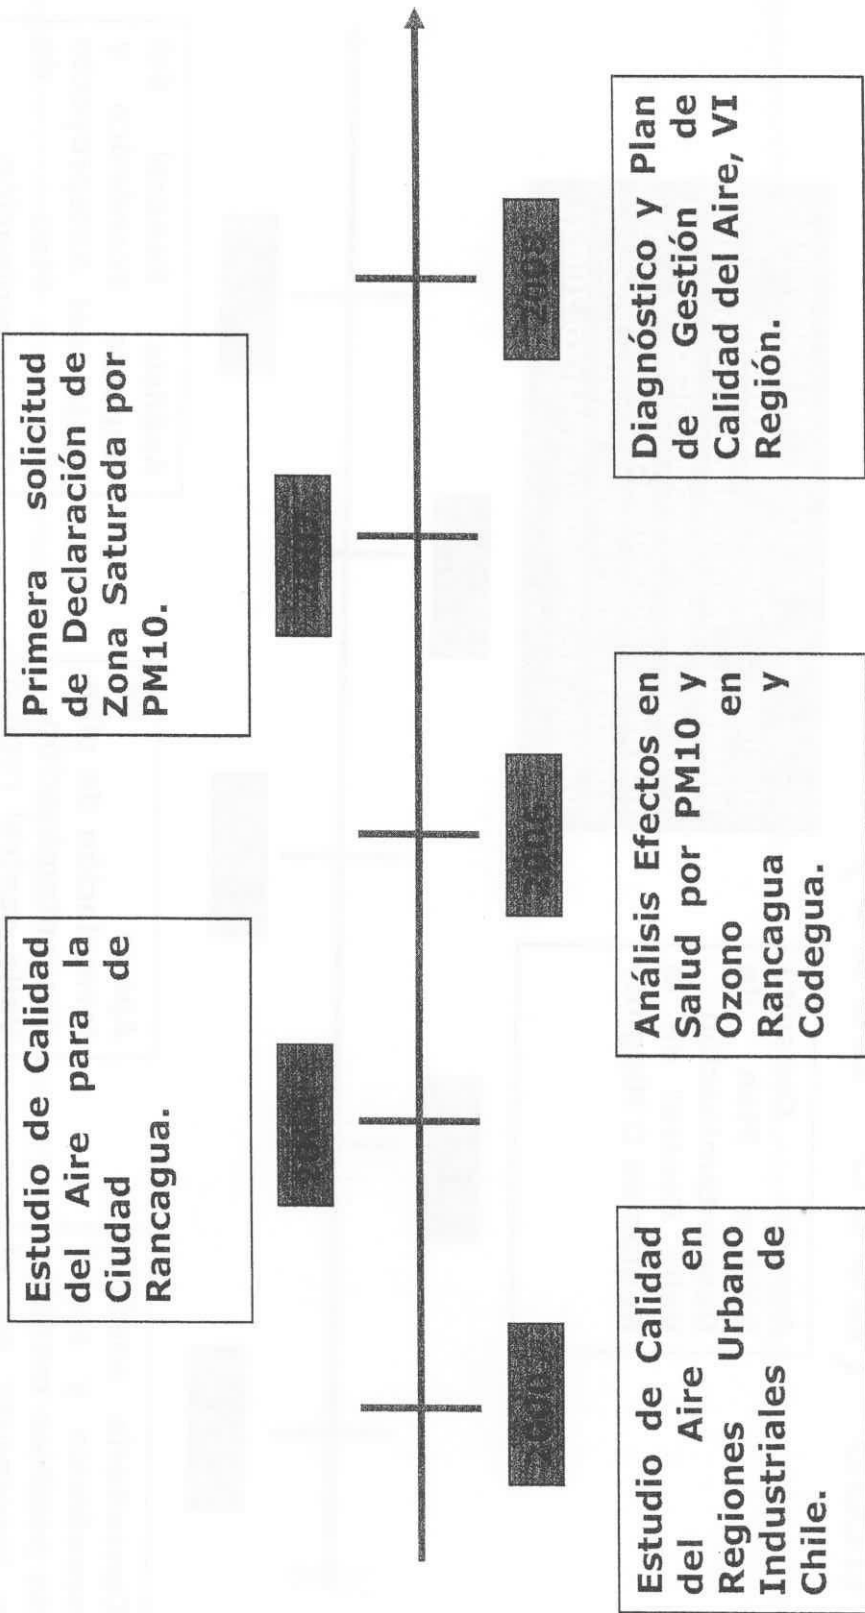 Estudio de Calidad
del Aire en
Regiones Urbano
Industriales de
Chile.
Estudio de Calidad
del Aire para la
Ciudad de
Rancagua.
2006
Análisis Efectos en
Salud por PM10 y
Ozono en
Rancagua y
Codegua.
Primera solicitud
de Declaración de
Zona Saturada por
PM10.
2008
Diagnóstico y Plan
de Gestión de
Calidad del Aire, VI
Región.